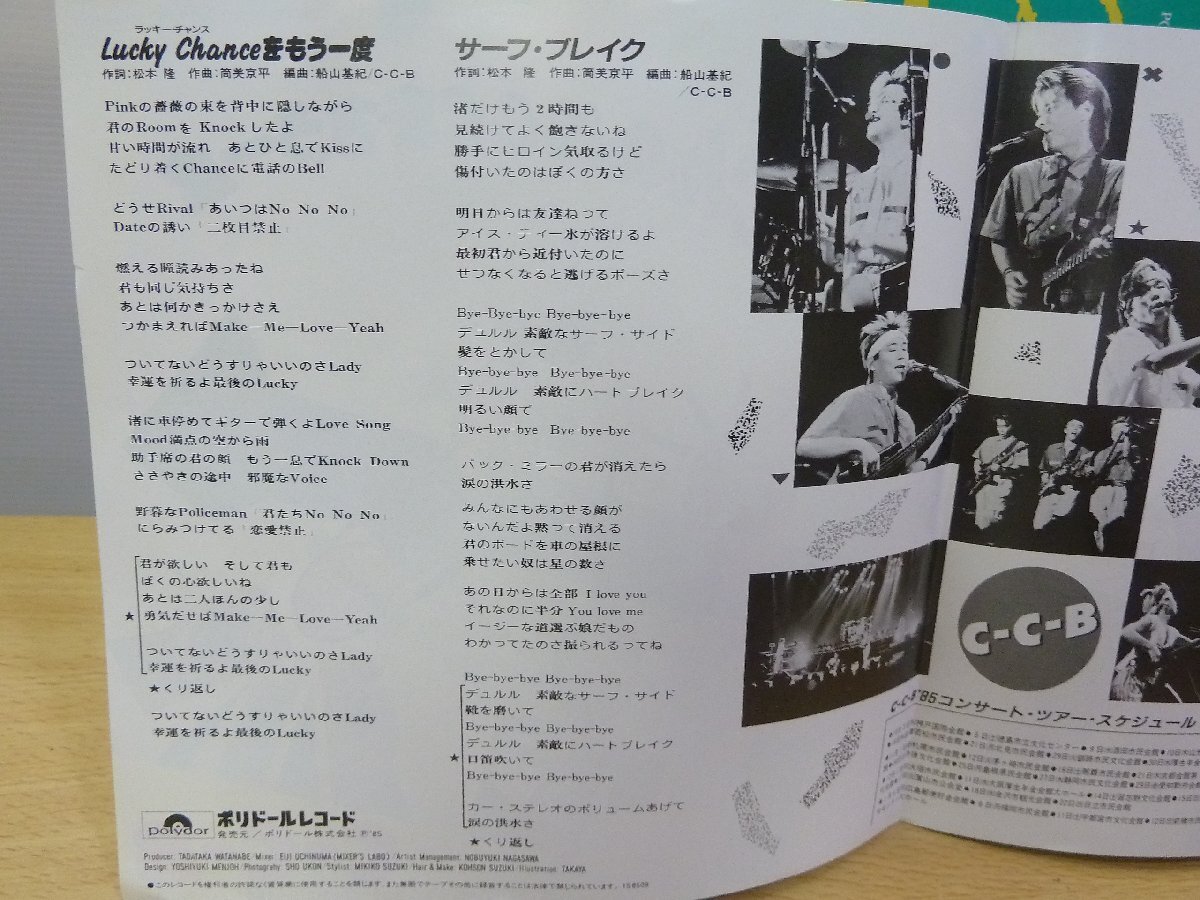 ラッキー・チャンス
Lucky Chanceをもう一度
作詞:松本 隆 作曲:筒美京平 編曲:船山基紀/C-C-B
Pinkの薔薇の束を背中に隠しながら
君のRoomを Knockしたよ
甘い時間が流れ あとひと息でKissに
たどり着くChanceに電話のBell
どうせRival「あいつはNo No No」
Dateの誘い「二枚目禁止」
燃える瞳読みあったね
君も同じ気持ちさ
あとは何かきっかけさえ
つかまえればMake—Me—Love—Yeah
ついてないどうすりゃいいのさLady
幸運を祈るよ最後のLucky
渚に車停めてギターで弾くよLove Song
Mood満点の空から雨
助手席の君の顔 もう一息でKnock Down
ささやきの途中 邪魔なVoice
野暮なPoliceman「君たちNo No No」
にらみつけてる「恋愛禁止」
君が欲しい そして君も
ぼくの心欲しいね
あとは二人ほんの少し
★ 勇気だせばMake—Me—Love—Yeah
ついてないどうすりゃいいのさLady
幸運を祈るよ最後のLucky
★くり返し
ついてないどうすりゃいいのさLady
幸運を祈るよ最後のLucky
サーフ・ブレイク
作詞:松本 隆 作曲:筒美京平 編曲:船山基紀
/C-C-B
渚だけもう2時間も
見続けてよく飽きないね
勝手にヒロイン気取るけど
傷付いたのはぼくの方さ
明日からは友達ねって
アイス・ティー氷が溶けるよ
最初君から近付いたのに
せつなくなると逃げるポーズさ
Bye-Bye-bye Bye-bye-bye
デュルル 素敵なサーフ・サイド
髪をとかして
Bye-bye-bye Bye-bye-bye
デュルル 素敵にハートブレイク
明るい顔で
Bye-bye-bye Bye-bye-bye
バック・ミラーの君が消えたら
涙の洪水さ
みんなにもあわせる顔が
ないんだよ黙って消える
君のボードを車の屋根に
乗せたい奴は星の数さ
あの日からは全部 I love you
それなのに半分 You love me
イージーな道選ぶ娘だもの
わかってたのさ振られるってね
Bye-bye-bye Bye-bye-bye
デュルル 素敵なサーフ・サイド
靴を磨いて
Bye-bye-bye Bye-bye-bye
デュルル 素敵にハートブレイク
★ 口笛吹いて
Bye-bye-bye Bye-bye-bye
カー・ステレオのボリュームあげて
涙の洪水さ
★くり返し
polydor
ポリドールレコード
発売元/ポリドール株式会社 Ⓟ'85
Producer: TADATAKA WATANABE/Mixer: EIJI UCHINUMA (MIXER'S LABO)/Artist Management: NOBUYUKI NAGASAWA
Design: YOSHIYUKI MENJOH/Photography: SHO UKON/Stylist: MIKIKO SUZUKI/Hair & Make: KOHSEN SUZUKI/Illustration: TAKAYA
C-C-B
C-C-B'85コンサート・ツアー・スケジュール